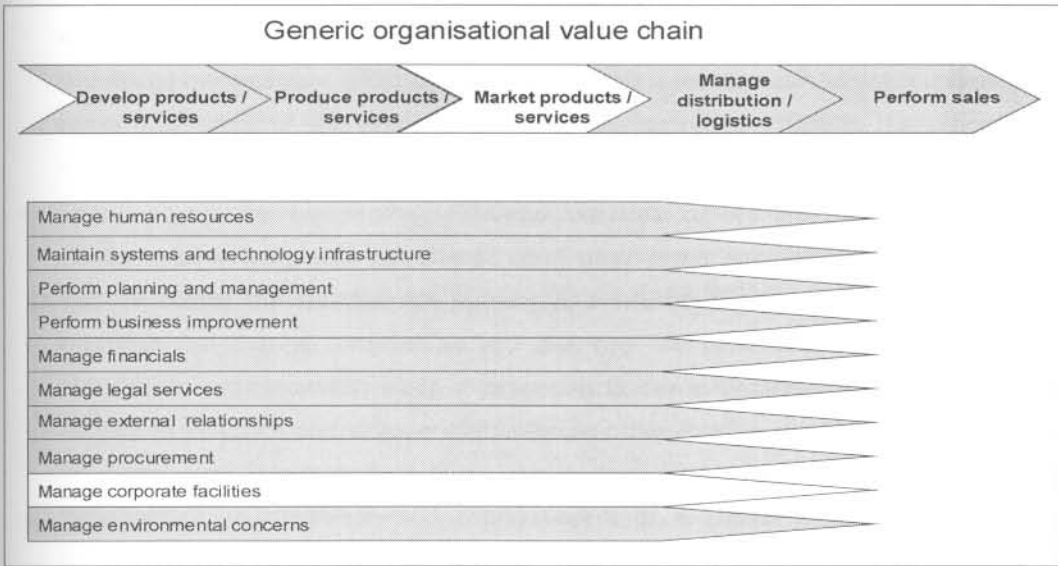 Generic organisational value chain
Develop products /
services
Produce products /
services
Market products /
services
Manage
distribution /
logistics
Perform sales
Manage human resources
Maintain systems and technology infrastructure
Perform planning and management
Perform business improvement
Manage financials
Manage legal services
Manage external relationships
Manage procurement
Manage corporate facilities
Manage environmental concerns